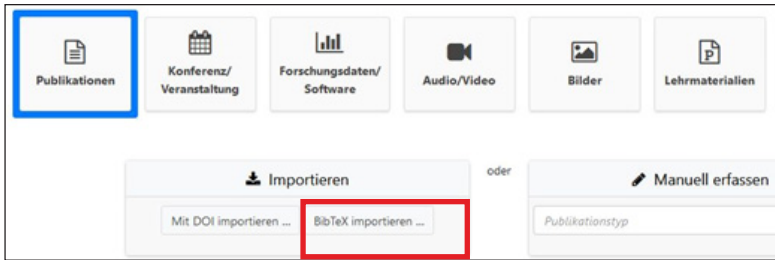 Publikationen
Konferenz/
Veranstaltung
Forschungsdaten/
Software
Audio/Video
Bilder
P
Lehrmaterialien
Importieren
oder
Manuell erfassen
Mit DOI importieren ...
BibTeX importieren ...
Publikationstyp